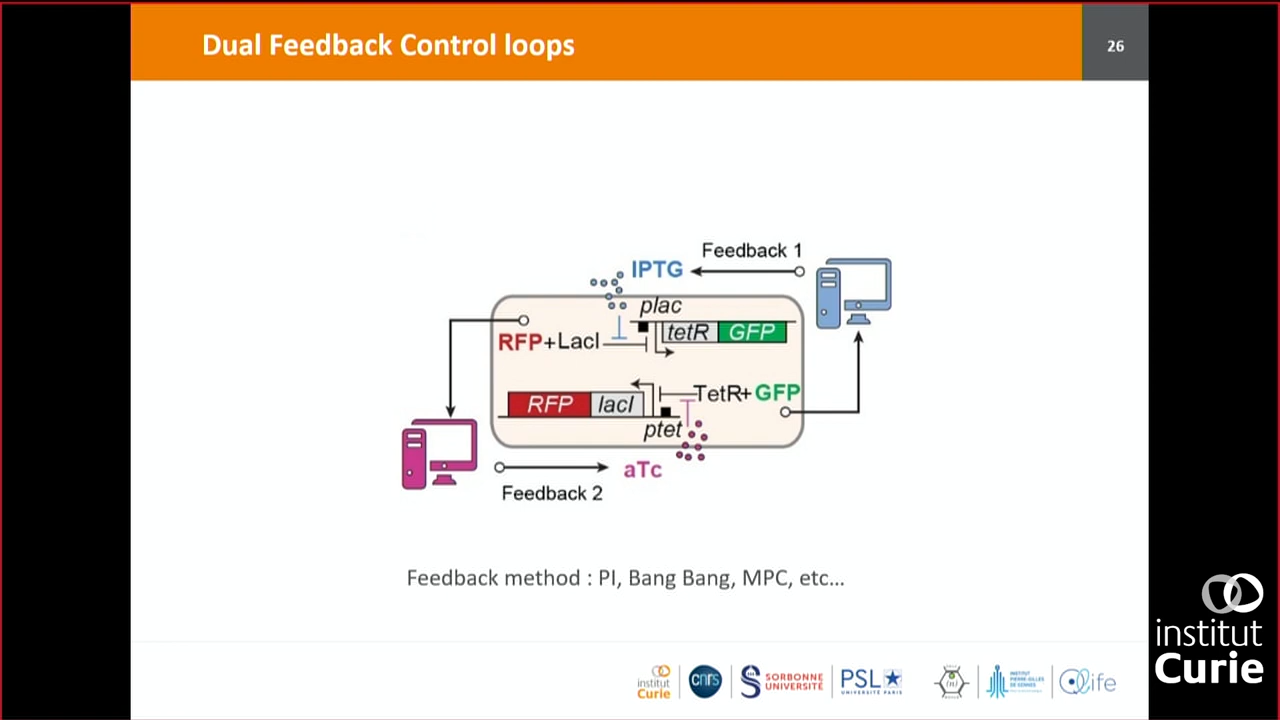 Dual Feedback Control loops
26
Feedback 1
IPTG
plac
tetR GFP
RFP+LacI
TetR+GFP
RFP lacI
ptet
aTc
Feedback 2
Feedback method : PI, Bang Bang, MPC, etc…
institut
Curie
cnrs
SORBONNE
UNIVERSITÉ
PSL
UNIVERSITÉ PARIS
INSTITUT
PIERRE-GILLES
DE GENNES
life
institut
Curie